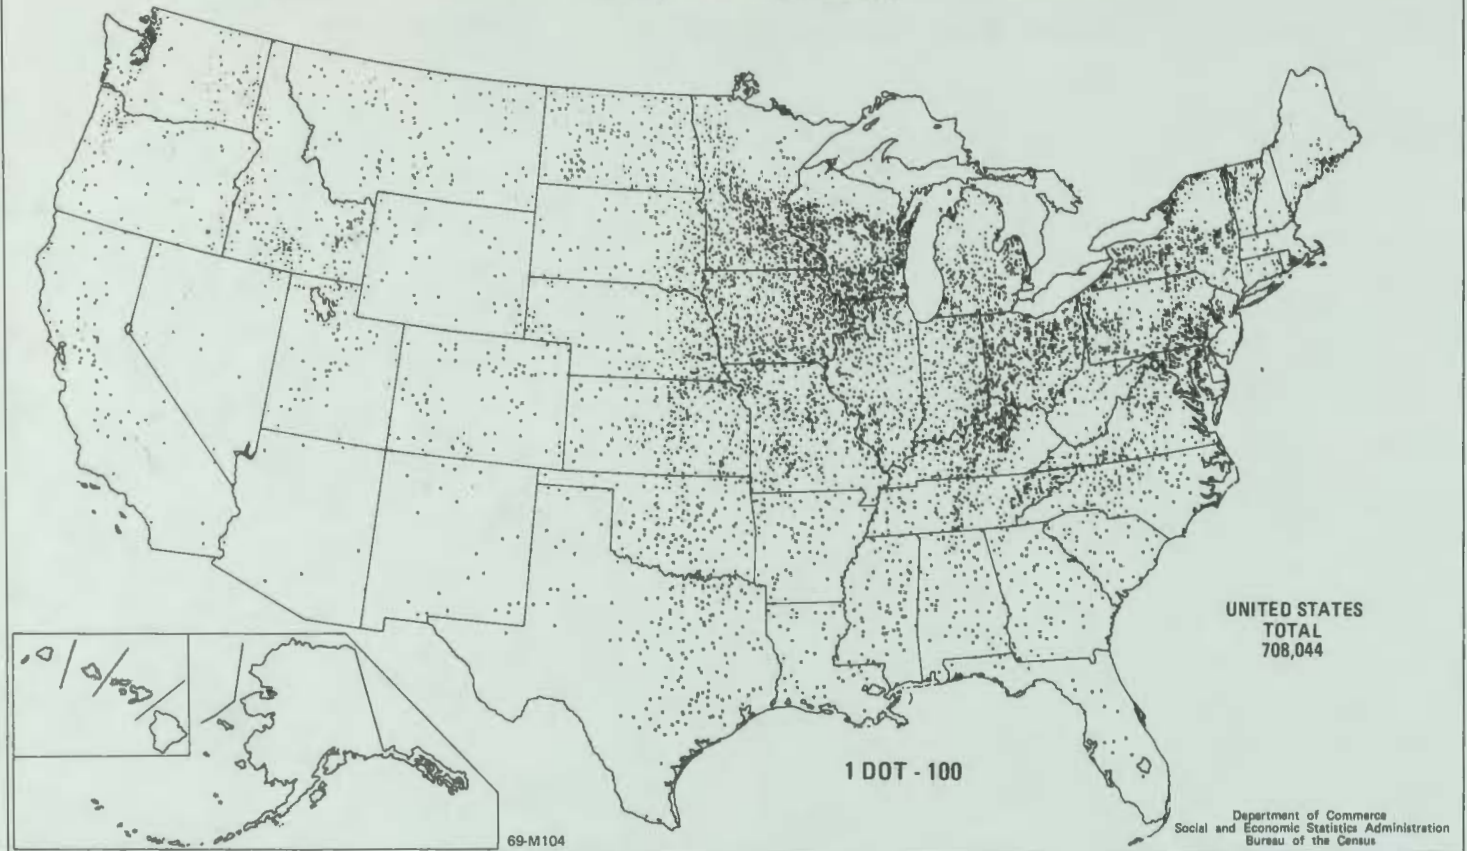 UNITED STATES
TOTAL
708,044
1 DOT - 100
69-M104
Department of Commerce
Social and Economic Statistics Administration
Bureau of the Census